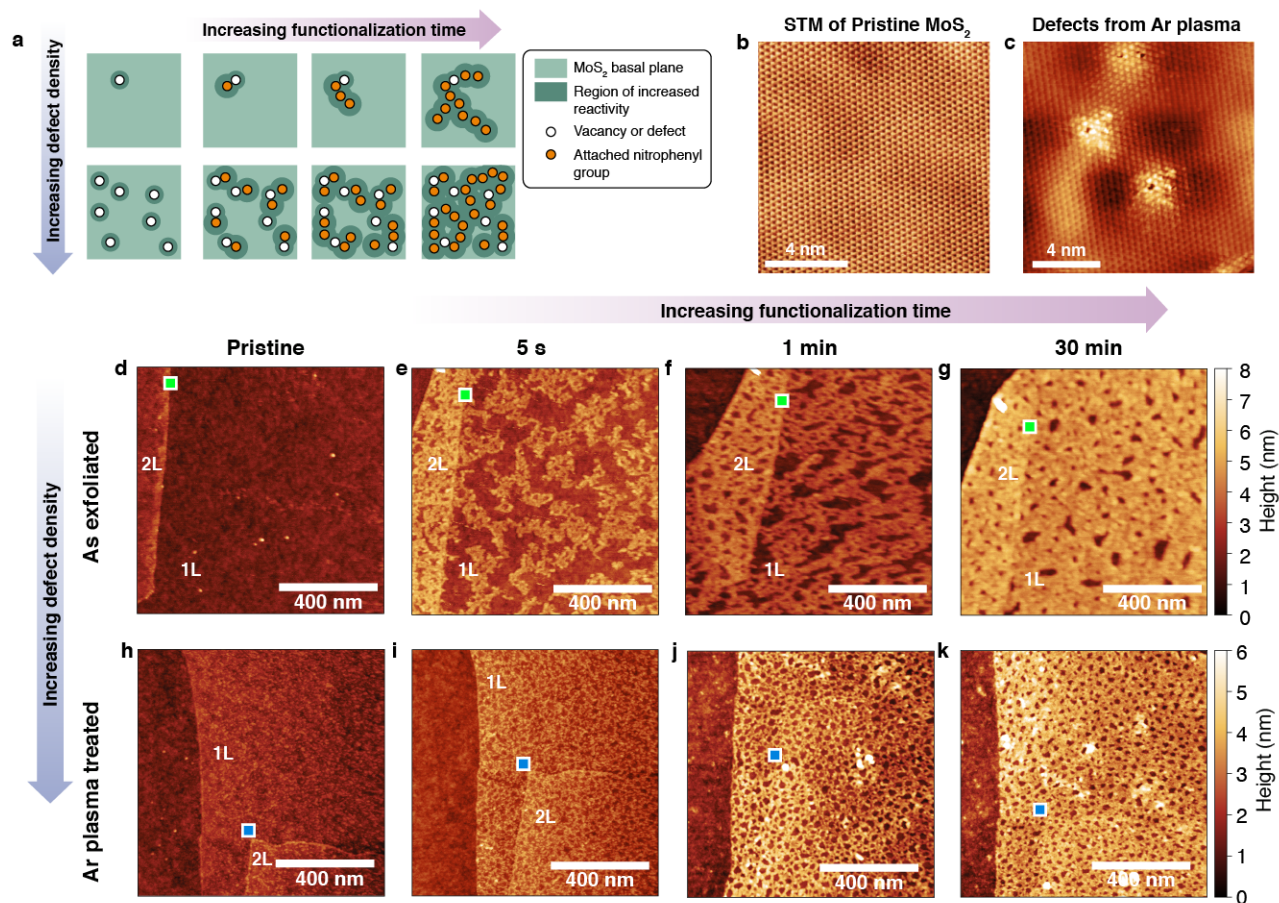 a
Increasing functionalization time
Increasing defect density
MoS2 basal plane
Region of increased
reactivity
Vacancy or defect
Attached nitrophenyl
group
STM of Pristine MoS2
b
4 nm
Defects from Ar plasma
c
4 nm
Increasing functionalization time
Pristine
5 s
1 min
30 min
Increasing defect density
As exfoliated
d
2L
1L
400 nm
e
2L
1L
400 nm
f
2L
1L
400 nm
g
2L
1L
400 nm
8
7
6
5
4
3
2
1
0
Height (nm)
Ar plasma treated
h
1L
2L
400 nm
i
1L
2L
400 nm
j
400 nm
k
400 nm
6
5
4
3
2
1
0
Height (nm)